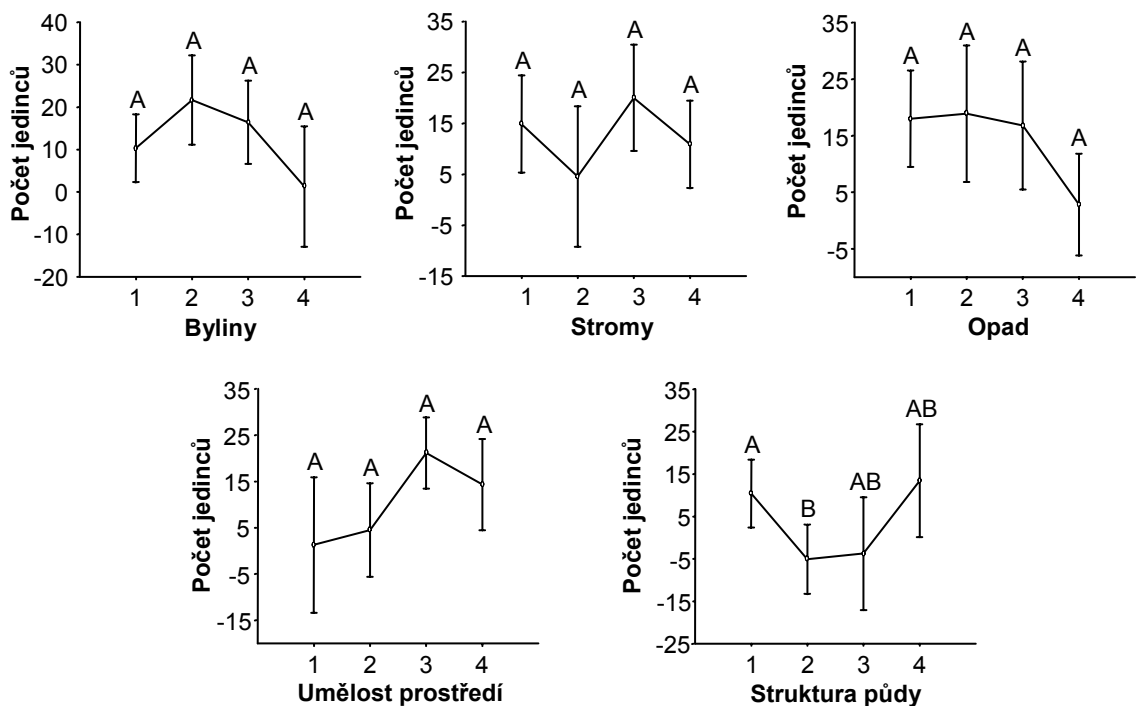 40
30
20
10
0
-10
-20
Počet jedinců
A
A
A
A
1 2 3 4
Byliny
35
25
15
5
-5
-15
Počet jedinců
A
A
A
A
1 2 3 4
Stromy
35
25
15
5
-5
Počet jedinců
A
A
A
A
1 2 3 4
Opad
35
25
15
5
-5
-15
Počet jedinců
A
A
A
A
1 2 3 4
Umělost prostředí
35
25
15
5
-5
-15
-25
Počet jedinců
A
B
AB
AB
1 2 3 4
Struktura půdy